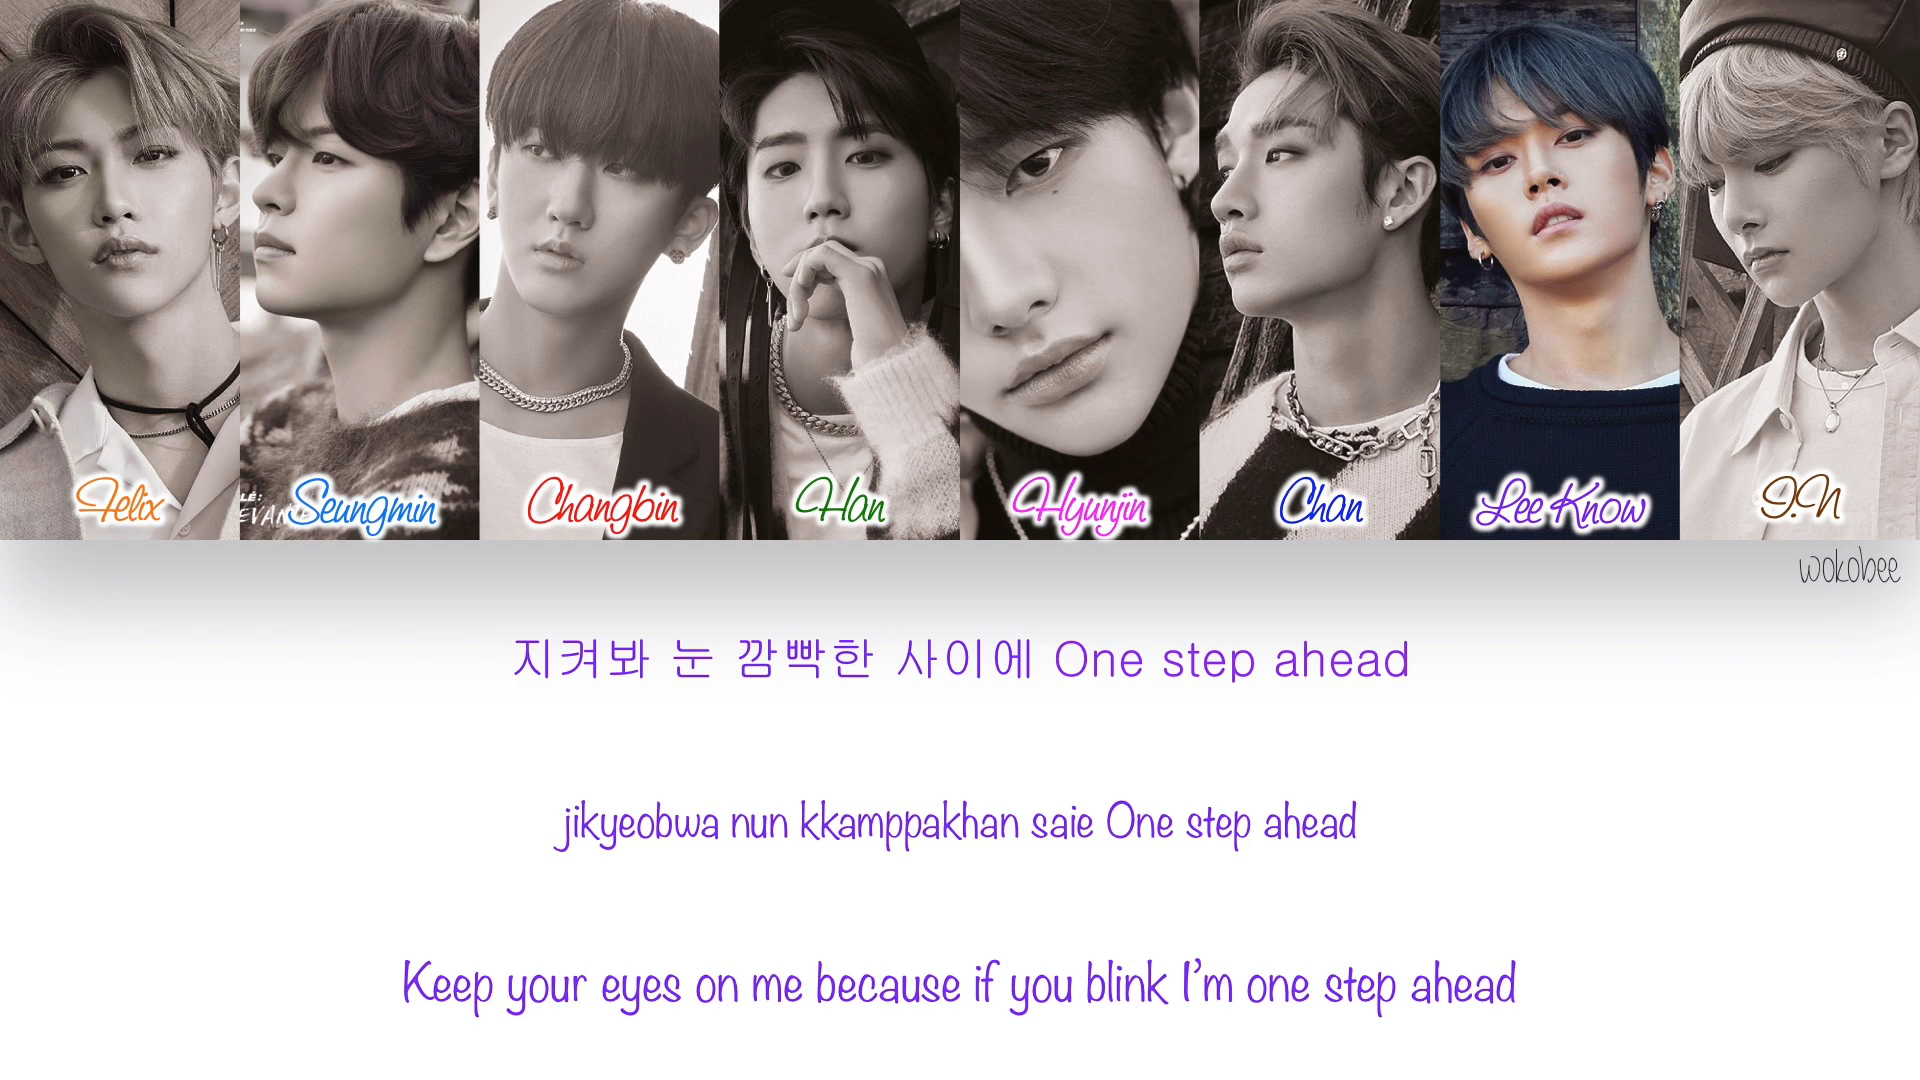 LÉ:
EVAN
Felix
Seungmin
Changbin
Han
Hyunjin
Chan
Lee Know
I.N
wokobee
지켜봐 눈 깜빡한 사이에 One step ahead
jikyeobwa nun kkamppakhan saie One step ahead
Keep your eyes on me because if you blink I'm one step ahead